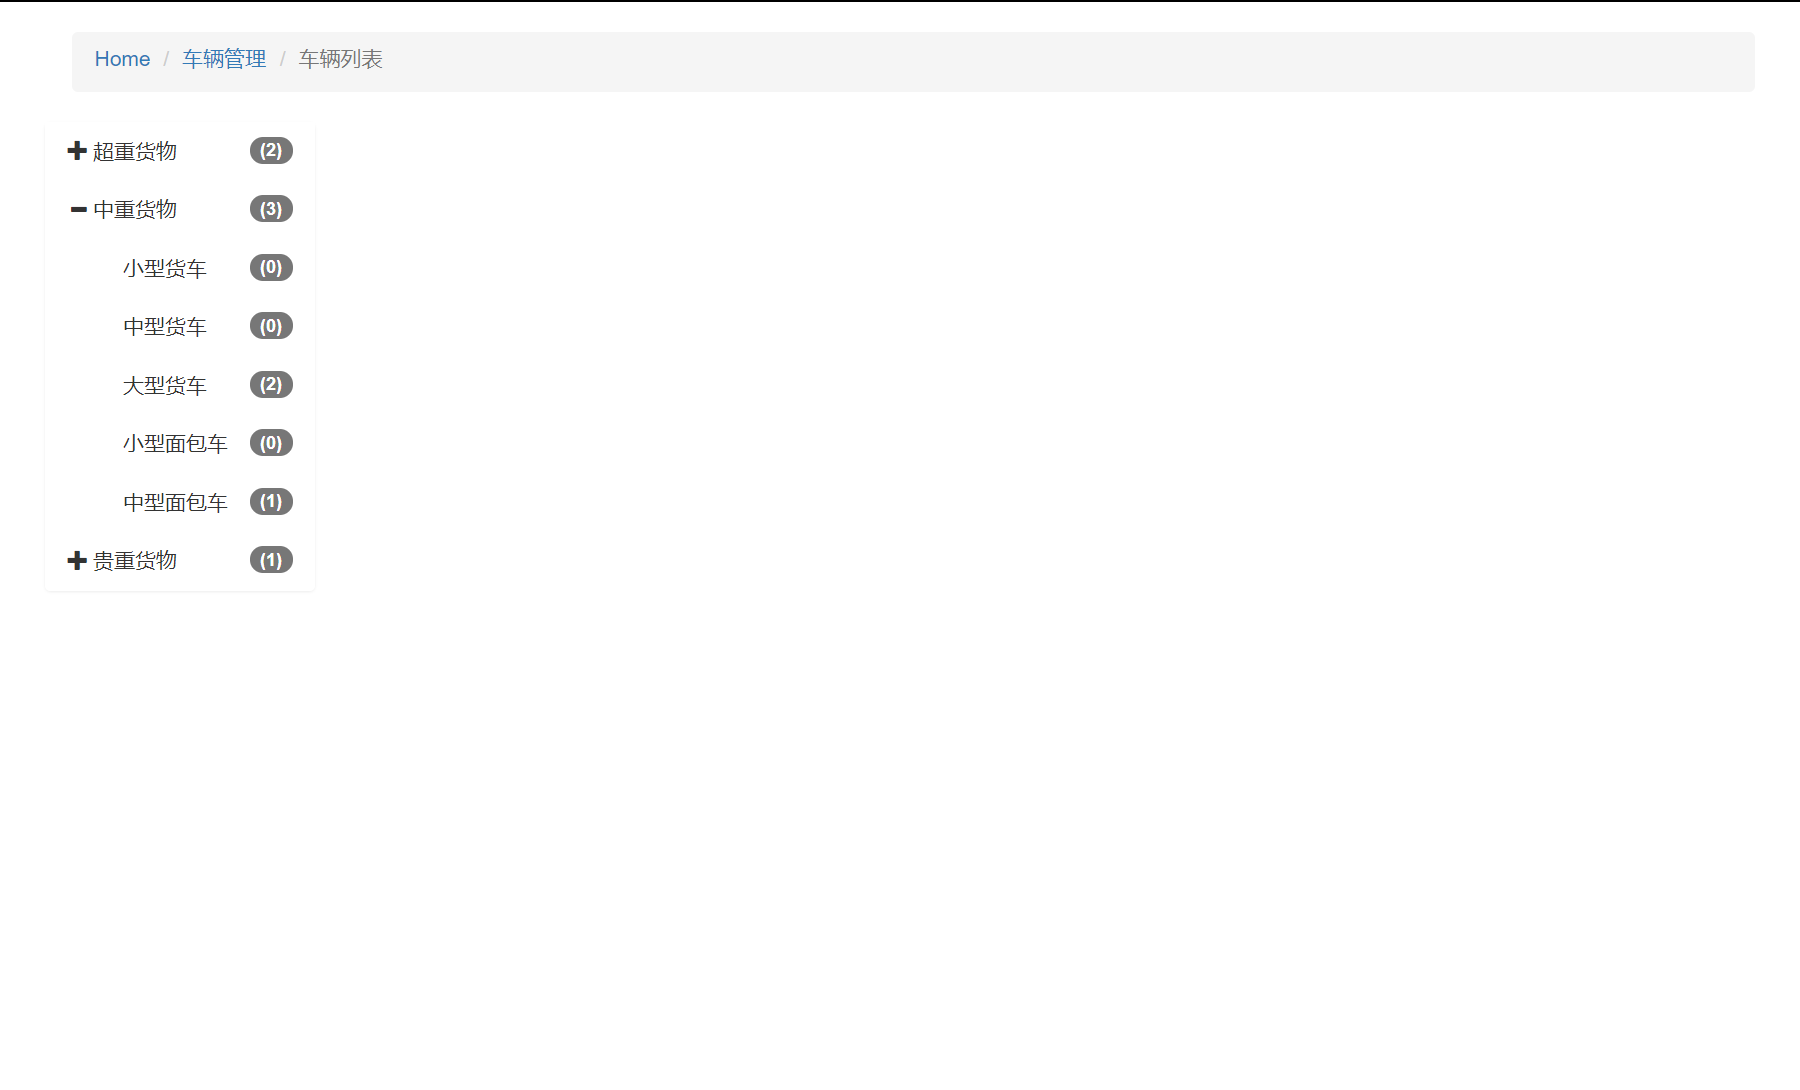 Home / 车辆管理 / 车辆列表
超重货物 (2)
中重货物 (3)
小型货车 (0)
中型货车 (0)
大型货车 (2)
小型面包车 (0)
中型面包车 (1)
贵重货物 (1)